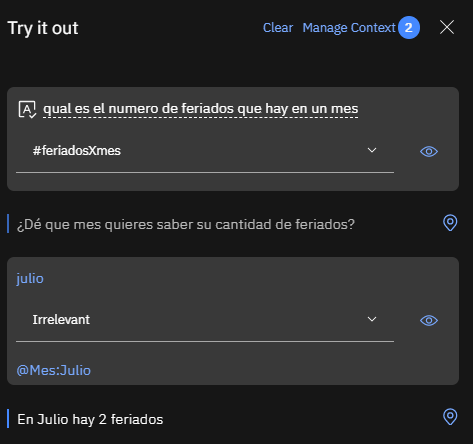 Try it out
Clear Manage Context 2
qual es el numero de feriados que hay en un mes
#feriadosXmes
¿Dé que mes quieres saber su cantidad de feriados?
julio
Irrelevant
@Mes:Julio
En Julio hay 2 feriados